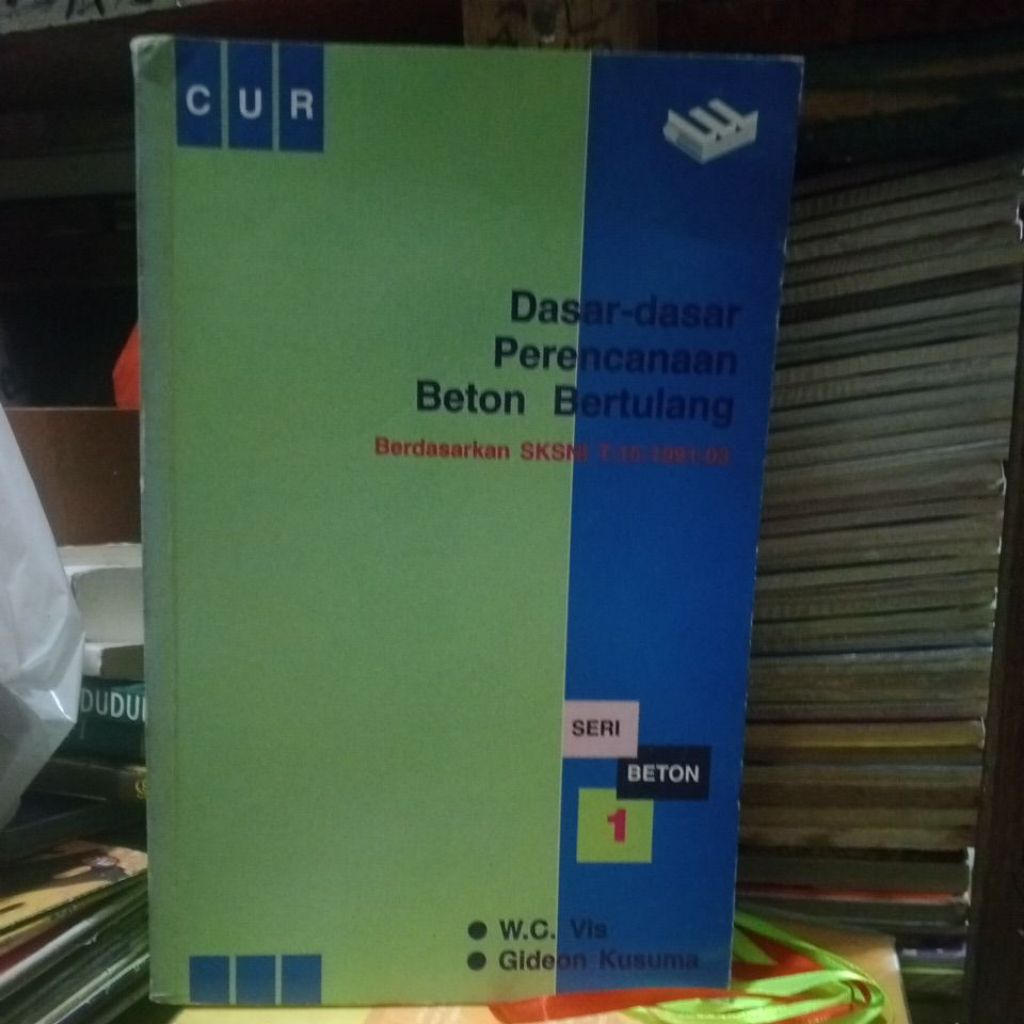 C U R
Dasar-dasar
Perencanaan
Beton Bertulang
Berdasarkan SKSNI T-15-1991-03
SERI
BETON
1
● W.C. Vis
● Gideon Kusuma
DUDU